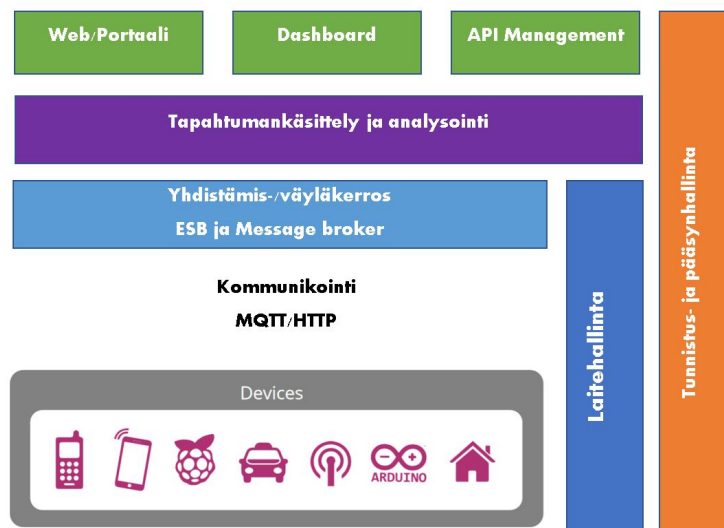 Web/Portaali
Dashboard
API Management
Tapahtumankäsittely ja analysointi
Yhdistämis-/väyläkerros
ESB ja Message broker
Kommunikointi
MQTT/HTTP
Devices
ARDUINO
Laitehallinta
Tunnistus- ja pääsynhallinta